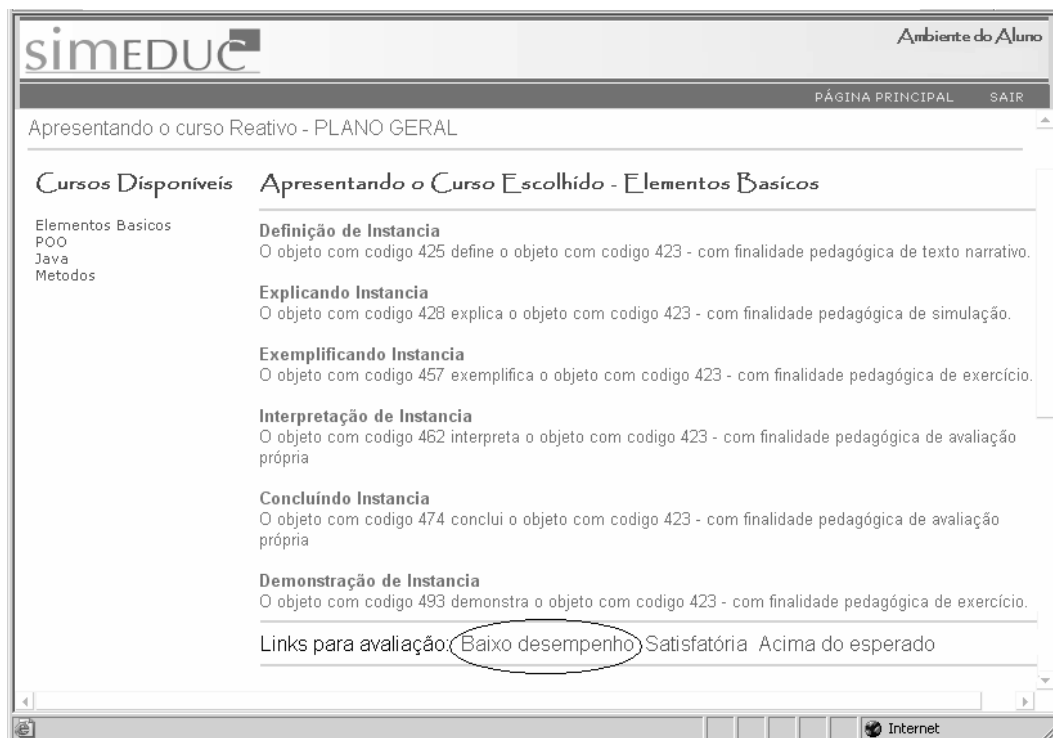 simEDUC
Ambiente do Aluno
PÁGINA PRINCIPAL SAIR
Apresentando o curso Reativo - PLANO GERAL
Cursos Disponíveis
Elementos Basicos
POO
Java
Metodos
Apresentando o Curso Escolhido - Elementos Basicos
Definição de Instancia
O objeto com codigo 425 define o objeto com codigo 423 - com finalidade pedagógica de texto narrativo.
Explicando Instancia
O objeto com codigo 428 explica o objeto com codigo 423 - com finalidade pedagógica de simulação.
Exemplificando Instancia
O objeto com codigo 457 exemplifica o objeto com codigo 423 - com finalidade pedagógica de exercício.
Interpretação de Instancia
O objeto com codigo 462 interpreta o objeto com codigo 423 - com finalidade pedagógica de avaliação
própria
Concluíndo Instancia
O objeto com codigo 474 conclui o objeto com codigo 423 - com finalidade pedagógica de avaliação
própria
Demonstração de Instancia
O objeto com codigo 493 demonstra o objeto com codigo 423 - com finalidade pedagógica de exercício.
Links para avaliação: Baixo desempenho Satisfatória Acima do esperado
Internet